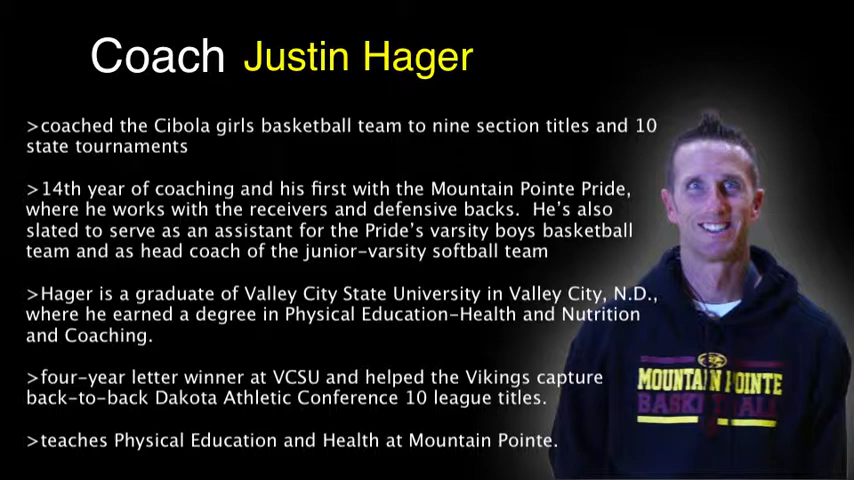 Coach Justin Hager
>coached the Cibola girls basketball team to nine section titles and 10
state tournaments
>14th year of coaching and his first with the Mountain Pointe Pride,
where he works with the receivers and defensive backs.  He's also
slated to serve as an assistant for the Pride's varsity boys basketball
team and as head coach of the junior-varsity softball team
>Hager is a graduate of Valley City State University in Valley City, N.D.,
where he earned a degree in Physical Education-Health and Nutrition
and Coaching.
>four-year letter winner at VCSU and helped the Vikings capture
back-to-back Dakota Athletic Conference 10 league titles.
>teaches Physical Education and Health at Mountain Pointe.
MOUNTAIN POINTE
BASKETBALL